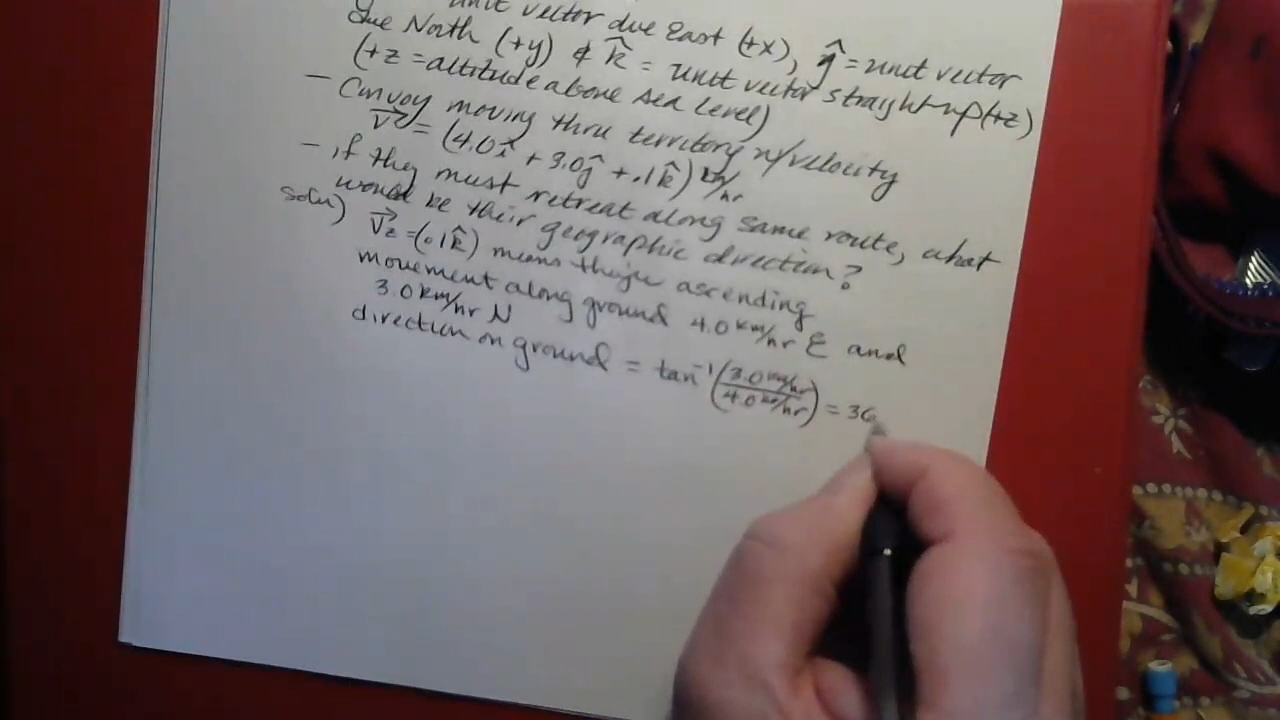 unit vector due East (+x), ĵ = unit vector
due North (+y) & k̂ = unit vector straight up (+z)
(+z = altitude above sea level)
- Convoy moving thru territory w/velocity
v⃗ = (4.0î + 3.0ĵ + .1k̂) km/hr
- if they must retreat along same route, what
would be their geographic direction?
soln) v⃗z = (.1k̂) means they're ascending
movement along ground 4.0 km/hr E and
3.0 km/hr N
direction on ground = tan⁻¹(3.0 km/hr / 4.0 km/hr) = 36